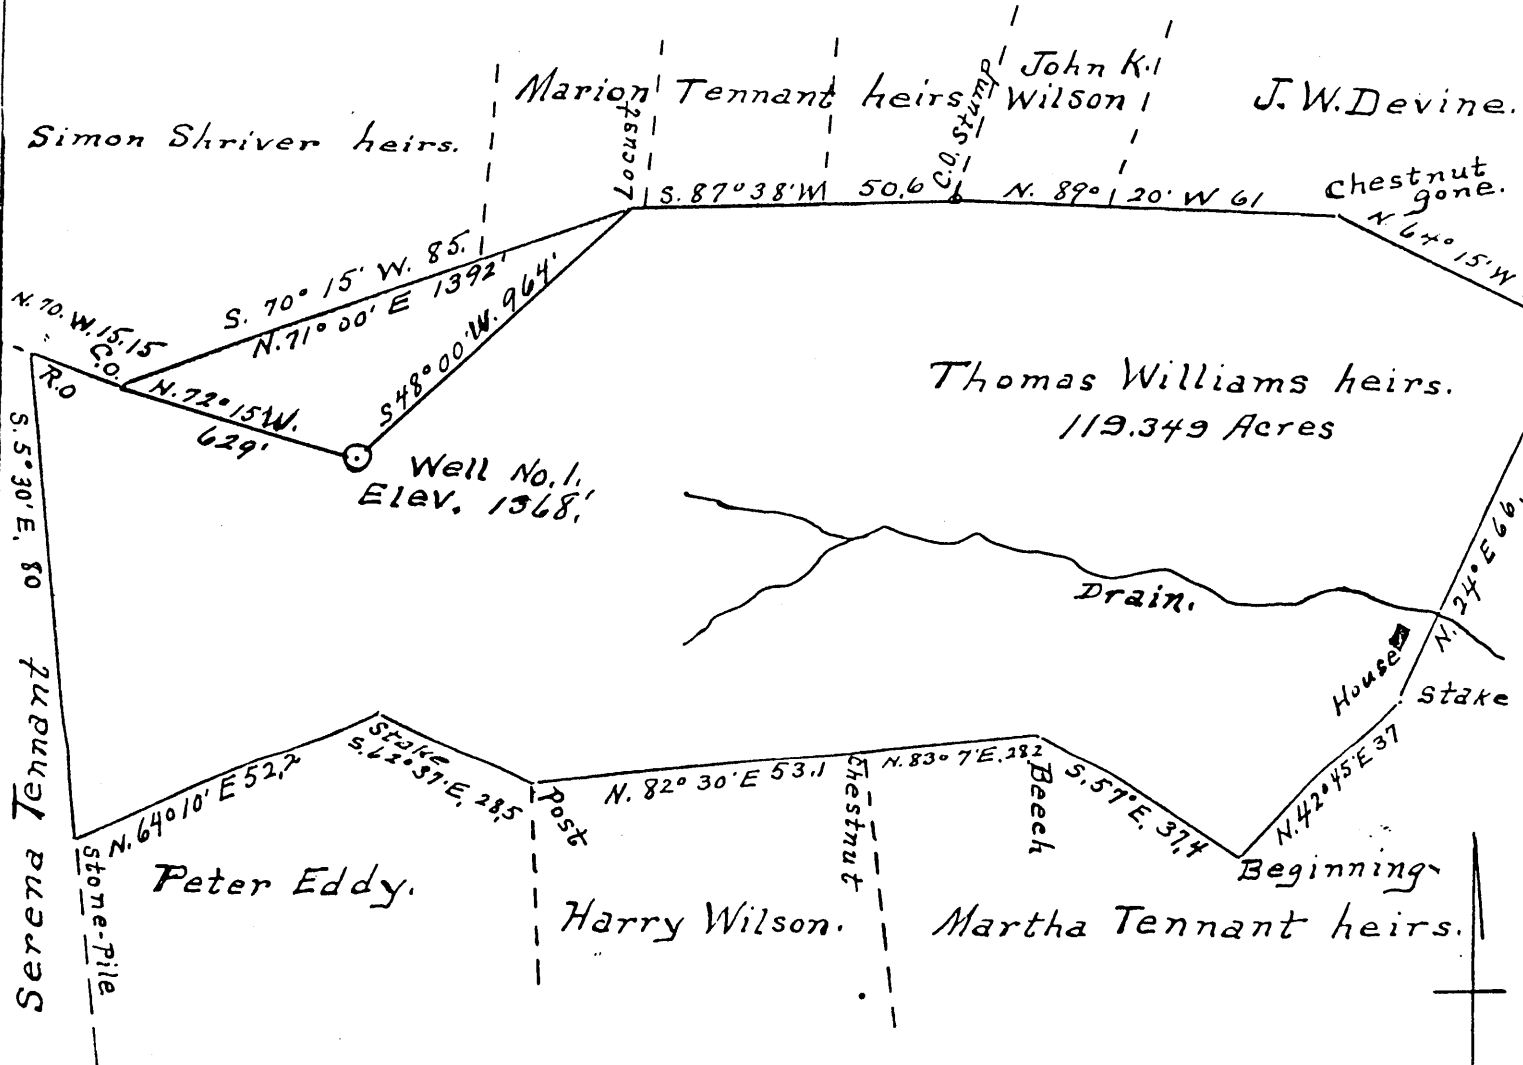 Simon Shriver heirs.
Marion Tennant heirs
John K.
Wilson
J.W. Devine.
Locust
C.O. Stump
Chestnut
gone.
S. 87° 38' W 50.6
N. 89° 20' W 61
N. 64° 15' W
S. 70° 15' W. 85.
N. 71° 00' E 1392'
S 48° 00' W. 964'
N. 70. W. 15.15
C.O.
R.O
N. 72° 15 W.
629'
Well No. 1.
Elev. 1368.'
Thomas Williams heirs.
119.349 Acres
S. 5° 30' E. 80
Serena Tennant
Drain.
House
N. 24° E 66.
Stake
Stake
S. 62° 37' E. 28.5
N. 64° 10' E 52.2
Post
N. 82° 30' E 53.1
Chestnut
N. 83° 7' E. 28.2
Beech
S. 57° E. 37.4
N. 42° 45' E 37
Beginning
Stone-Pile
Peter Eddy.
Harry Wilson.
Martha Tennant heirs.